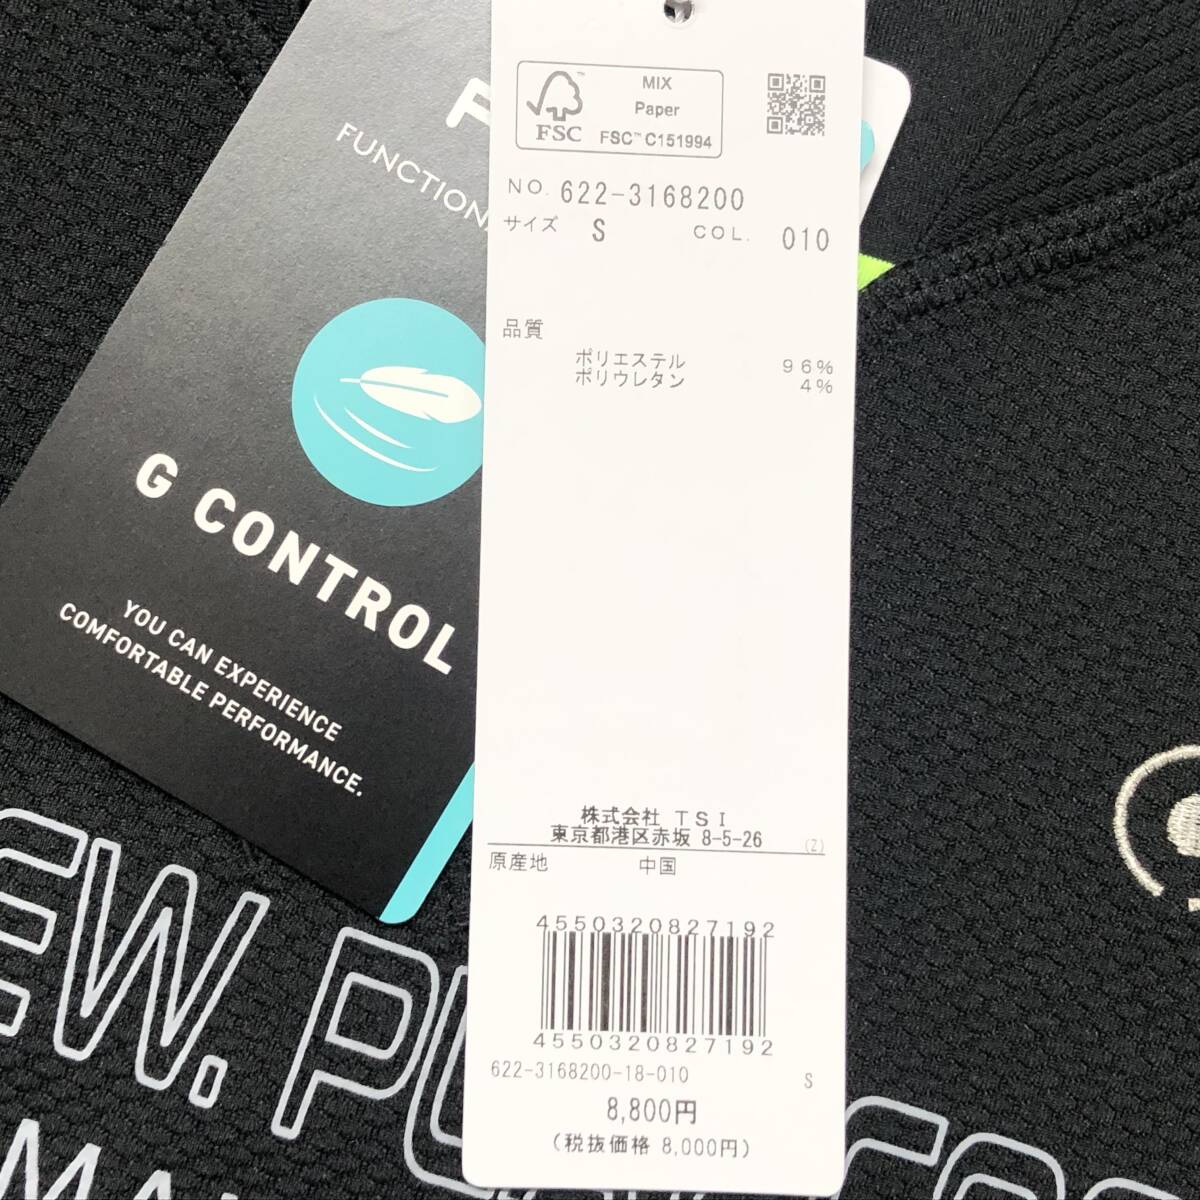 FUNCTION
G CONTROL
YOU CAN EXPERIENCE
COMFORTABLE PERFORMANCE.
FSC
MIX
Paper
FSC™ C151994
NO. 622-3168200
サイズ S COL. 010
品質
ポリエステル 96%
ポリウレタン 4%
株式会社 TSI
東京都港区赤坂 8-5-26 (Z)
原産地 中国
4550320827192
4550320827192
622-3168200-18-010 S
8,800円
(税抜価格 8,000円)
EW.